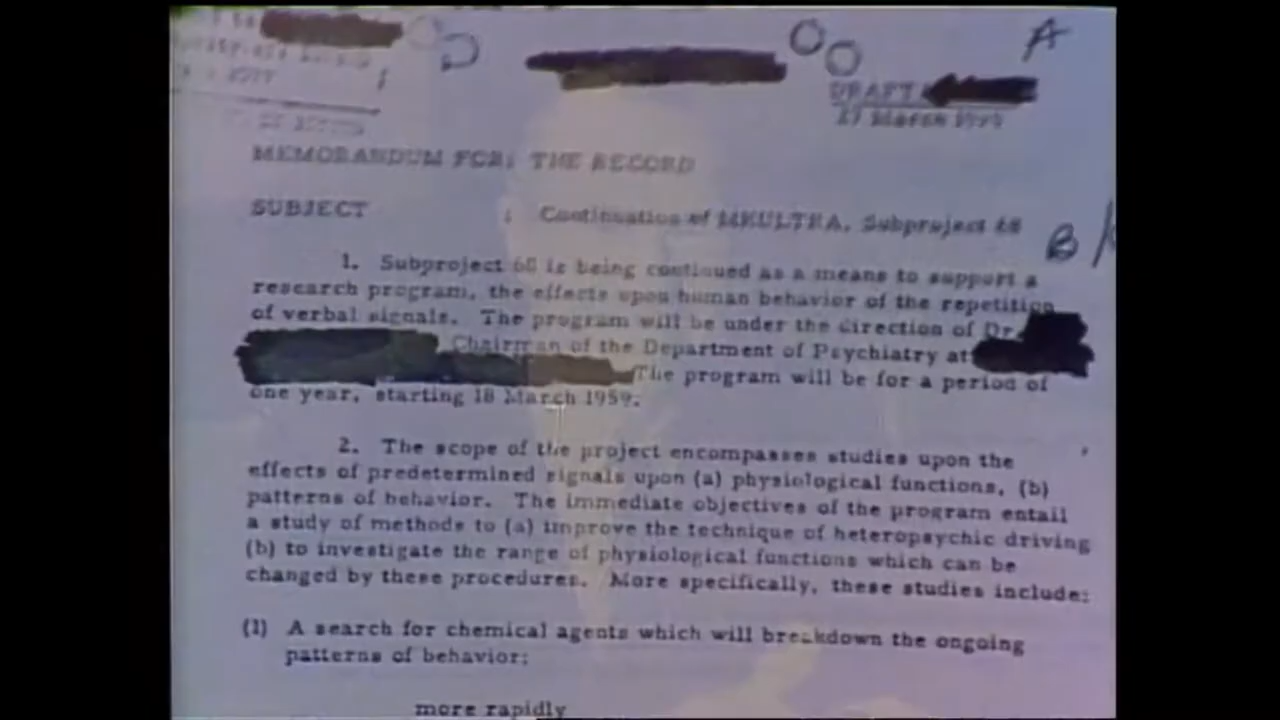 A
DRAFT
27 March 1959
MEMORANDUM FOR: THE RECORD
SUBJECT : Continuation of MKULTRA, Subproject 68
B
1. Subproject 68 is being continued as a means to support a
research program, the effects upon human behavior of the repetition
of verbal signals. The program will be under the direction of Dr.
Chairman of the Department of Psychiatry at
The program will be for a period of
one year, starting 18 March 1959.
2. The scope of the project encompasses studies upon the
effects of predetermined signals upon (a) physiological functions, (b)
patterns of behavior. The immediate objectives of the program entail
a study of methods to (a) improve the technique of heteropsychic driving
(b) to investigate the range of physiological functions which can be
changed by these procedures. More specifically, these studies include:
(1) A search for chemical agents which will breakdown the ongoing
patterns of behavior:
more rapidly